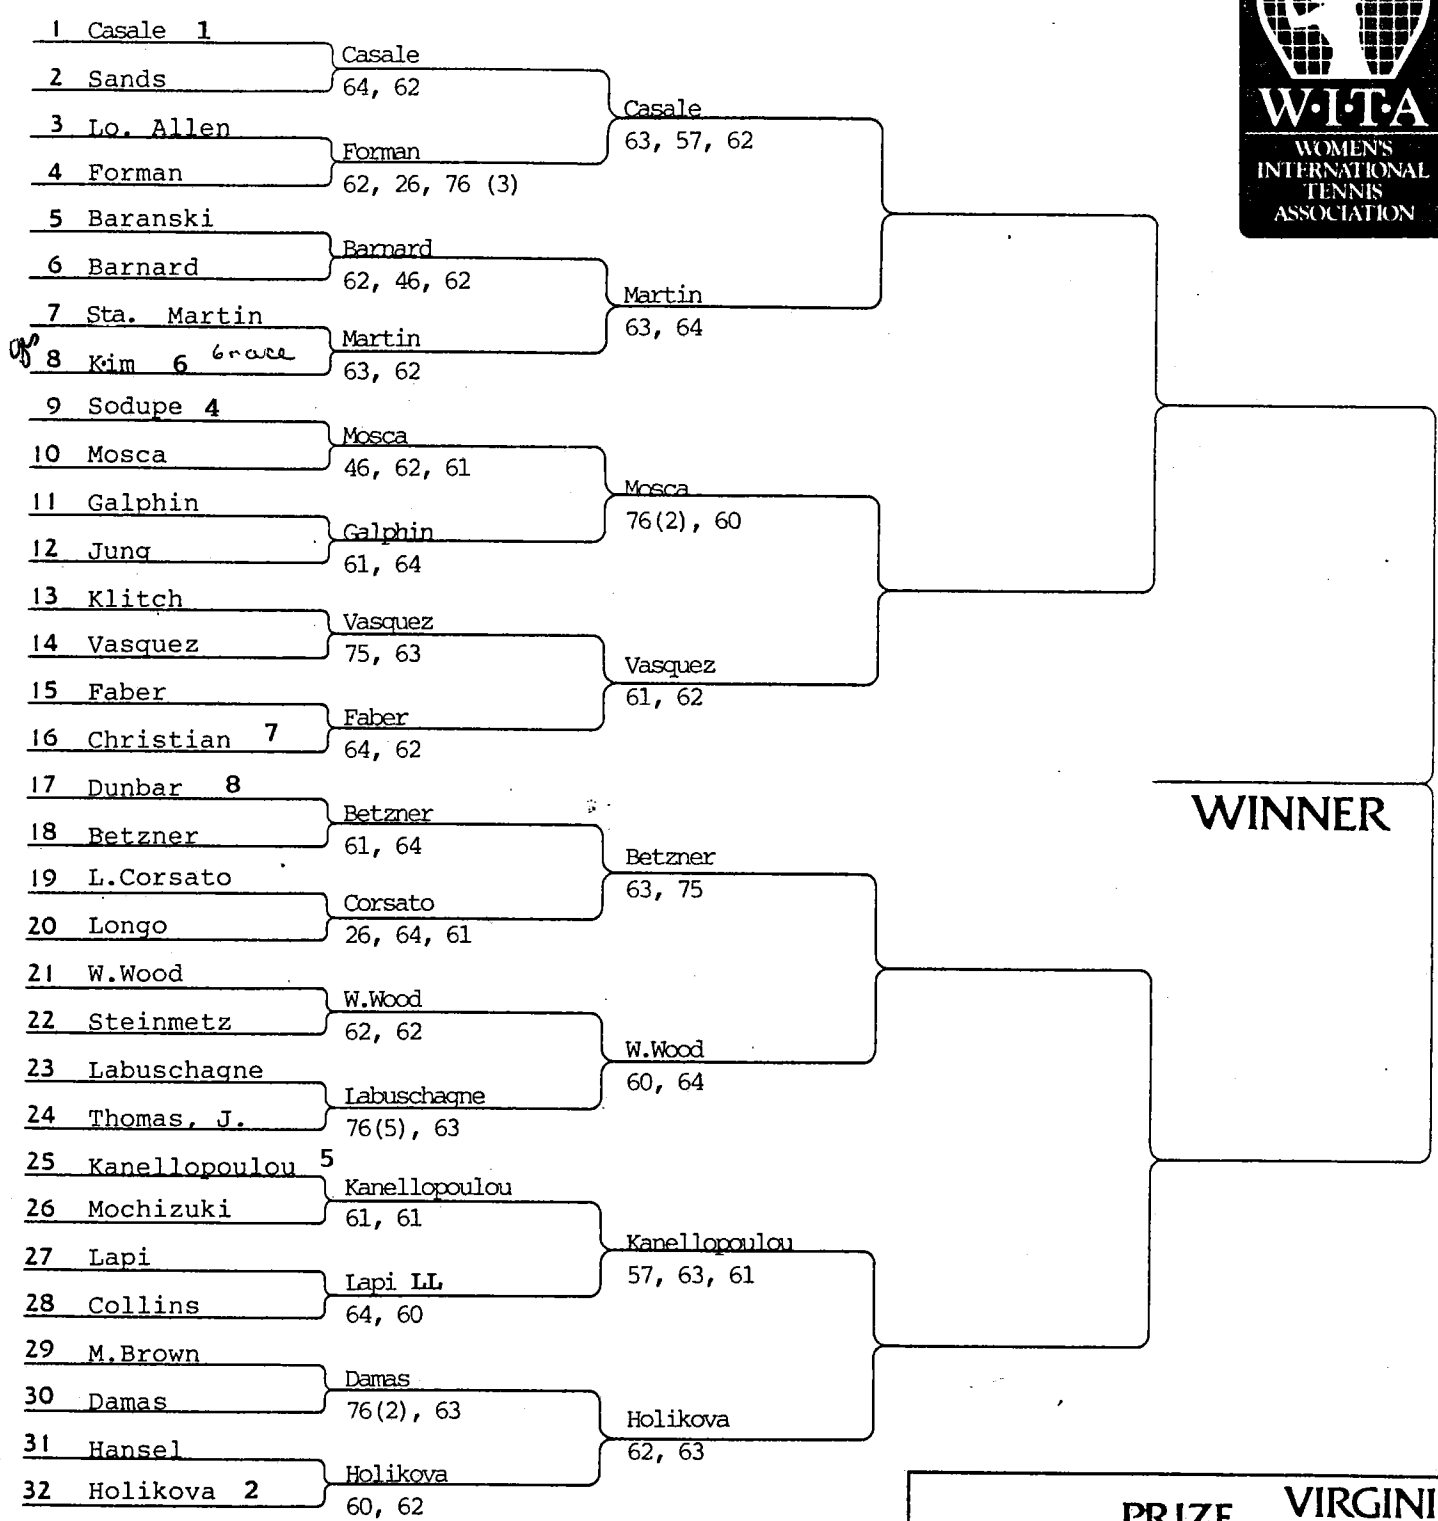 1 Casale 1
2 Sands
3 Lo. Allen
4 Forman
5 Baranski
6 Barnard
7 Sta. Martin
8 Kim 6 Grace
9 Sodupe 4
10 Mosca
11 Galphin
12 Jung
13 Klitch
14 Vasquez
15 Faber
16 Christian 7
17 Dunbar 8
18 Betzner
19 L.Corsato
20 Longo
21 W.Wood
22 Steinmetz
23 Labuschagne
24 Thomas, J.
25 Kanellopoulou 5
26 Mochizuki
27 Lapi
28 Collins
29 M.Brown
30 Damas
31 Hansel
32 Holikova 2
Casale
64, 62
Forman
62, 26, 76 (3)
Barnard
62, 46, 62
Martin
63, 62
Mosca
46, 62, 61
Galphin
61, 64
Vasquez
75, 63
Faber
64, 62
Betzner
61, 64
Corsato
26, 64, 61
W.Wood
62, 62
Labuschagne
76(5), 63
Kanellopoulou
61, 61
Lapi LL
64, 60
Damas
76(2), 63
Holikova
60, 62
Casale
63, 57, 62
Martin
63, 64
Mosca
76(2), 60
Vasquez
61, 62
Betzner
63, 75
W.Wood
60, 64
Kanellopoulou
57, 63, 61
Holikova
62, 63
W·I·T·A
WOMEN'S
INTERNATIONAL
TENNIS
ASSOCIATION
WINNER
PRIZE VIRGINI